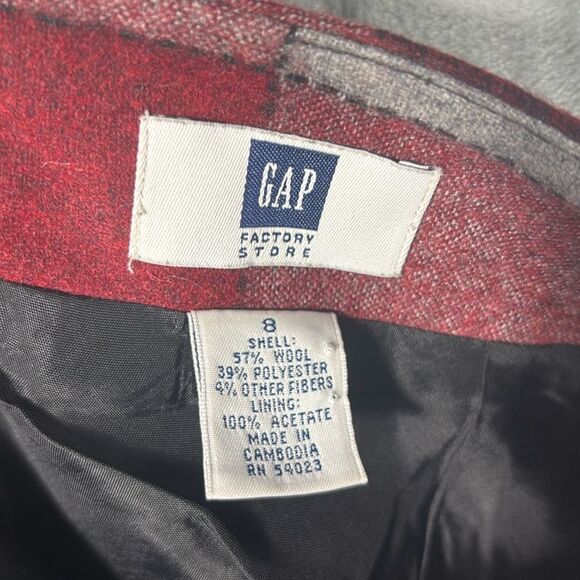 GAP
FACTORY
STORE
8
SHELL:
57% WOOL
39% POLYESTER
4% OTHER FIBERS
LINING:
100% ACETATE
MADE IN
CAMBODIA
RN 54023